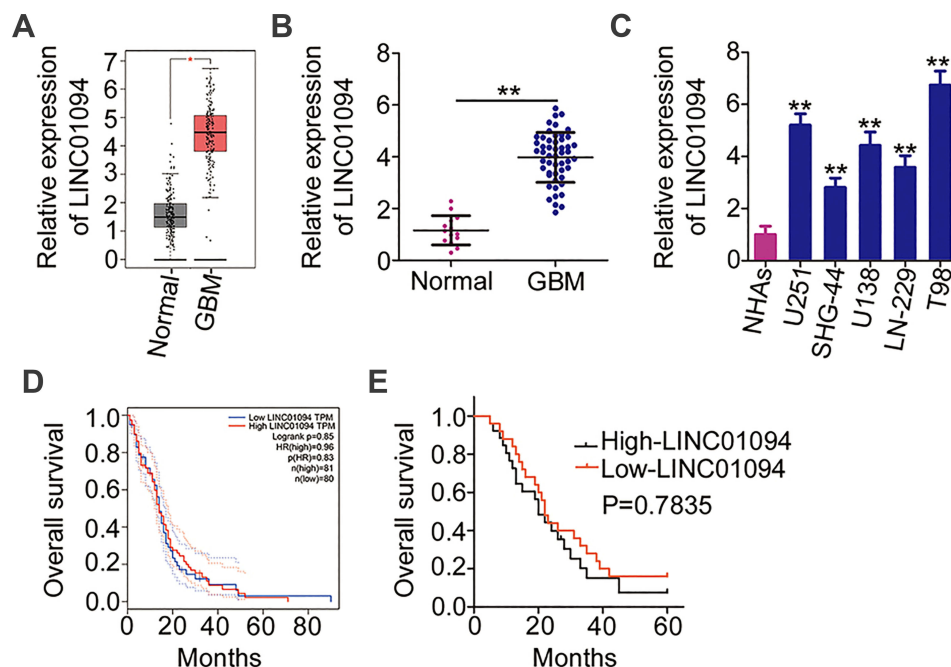 A
Relative expression
of LINC01094
7
6
5
4
3
2
1
0
*
Normal
GBM
B
Relative expression
of LINC01094
8
6
4
2
0
**
Normal
GBM
C
Relative expression
of LINC01094
8
6
4
2
0
**
**
**
**
**
NHAs
U251
SHG-44
U138
LN-229
T98
D
Overall survival
1.0
0.8
0.6
0.4
0.2
0.0
Low LINC01094 TPM
High LINC01094 TPM
Logrank p=0.85
HR(high)=0.96
p(HR)=0.83
n(high)=81
n(low)=80
0 20 40 60 80
Months
E
Overall survival
1.0
0.8
0.6
0.4
0.2
0.0
High-LINC01094
Low-LINC01094
P=0.7835
0 20 40 60
Months